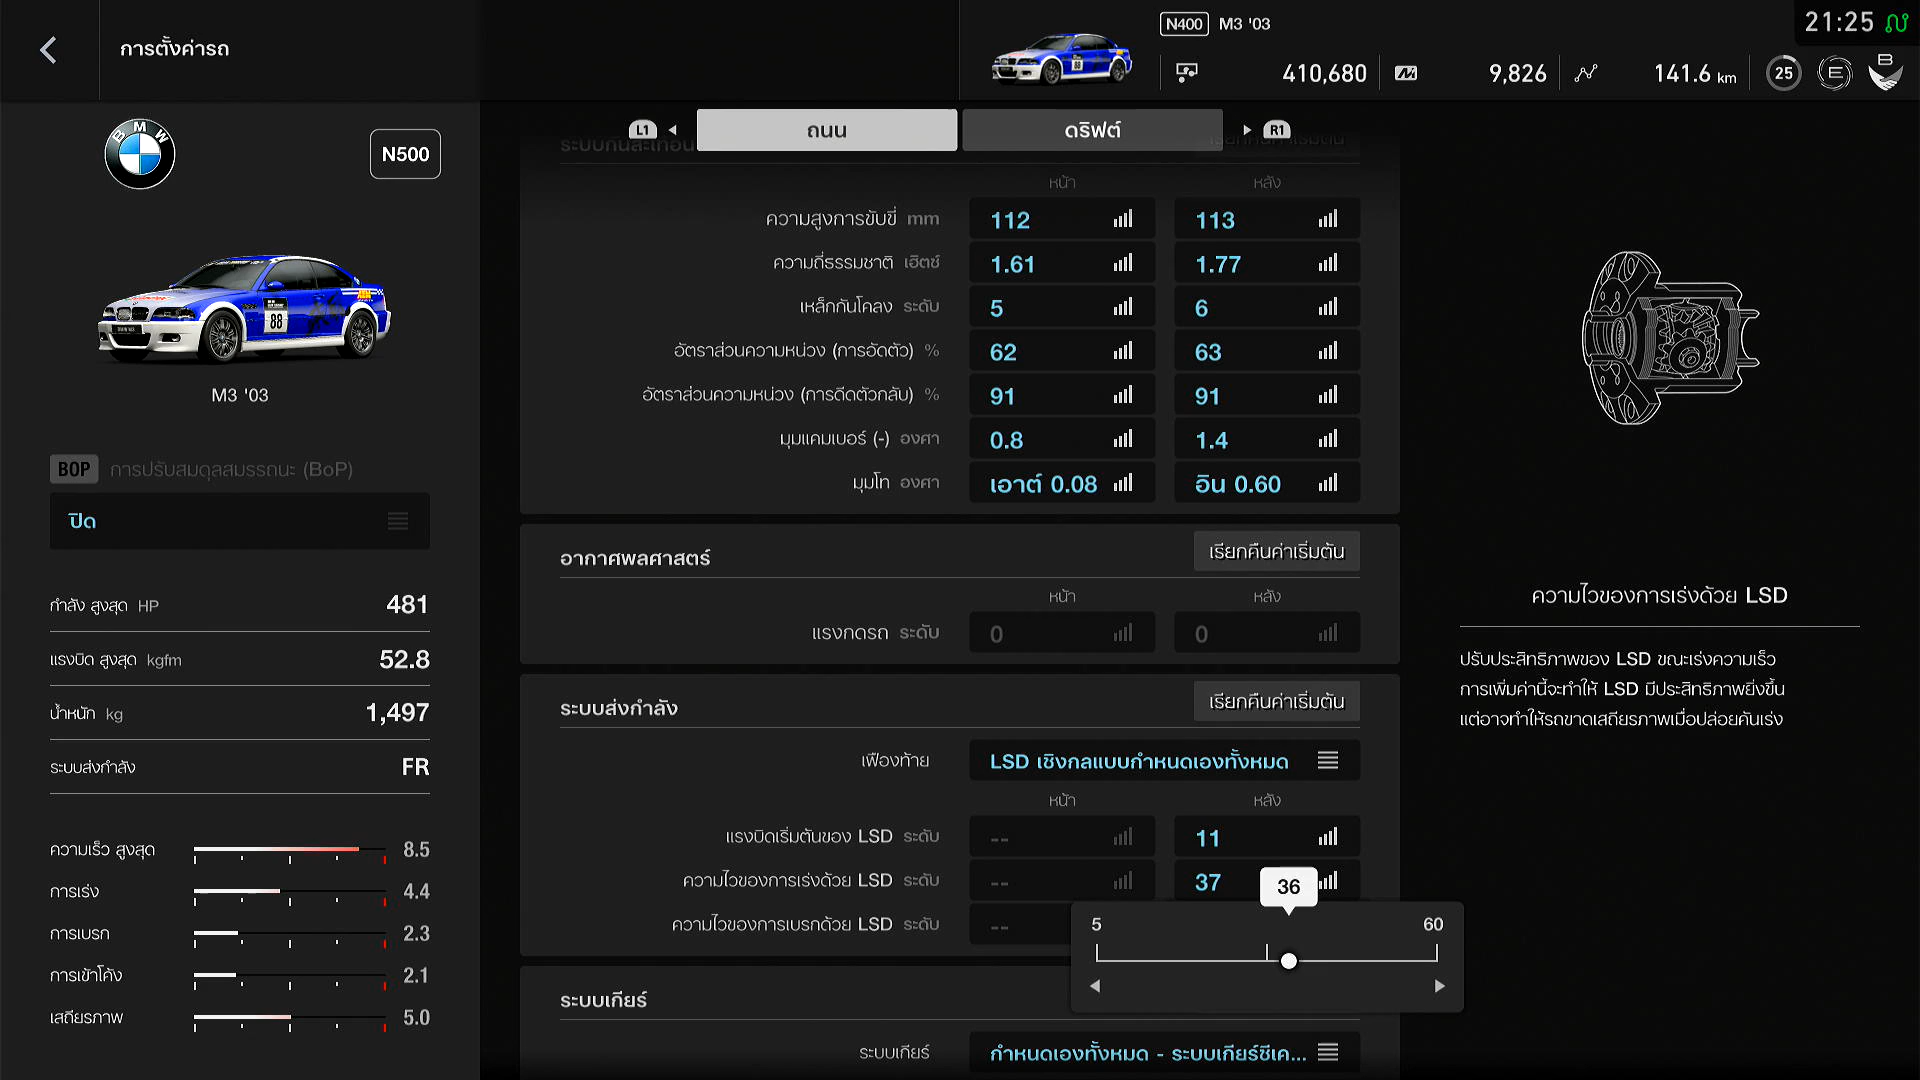 การตั้งค่ารถ
N400 M3 '03
21:25
410,680
9,826
141.6 km
25
E
B
BMW
N500
88
M3 '03
BOP การปรับสมดุลสมรรถนะ (BoP)
ปิด
กำลัง สูงสุด HP 481
แรงบิด สูงสุด kgfm 52.8
น้ำหนัก kg 1,497
ระบบส่งกำลัง FR
ความเร็ว สูงสุด 8.5
การเร่ง 4.4
การเบรก 2.3
การเข้าโค้ง 2.1
เสถียรภาพ 5.0
L1 ถนน ดริฟต์ R1
ระบบกันสะเทือน เรียกคืนค่าเริ่มต้น
หน้า หลัง
ความสูงการขับขี่ mm 112 113
ความถี่ธรรมชาติ เฮิตซ์ 1.61 1.77
เหล็กกันโคลง ระดับ 5 6
อัตราส่วนความหน่วง (การอัดตัว) % 62 63
อัตราส่วนความหน่วง (การดีดตัวกลับ) % 91 91
มุมแคมเบอร์ (-) องศา 0.8 1.4
มุมโท องศา เอาต์ 0.08 อิน 0.60
อากาศพลศาสตร์ เรียกคืนค่าเริ่มต้น
หน้า หลัง
แรงกดรถ ระดับ 0 0
ระบบส่งกำลัง เรียกคืนค่าเริ่มต้น
เฟืองท้าย LSD เชิงกลแบบกำหนดเองทั้งหมด
หน้า หลัง
แรงบิดเริ่มต้นของ LSD ระดับ -- 11
ความไวของการเร่งด้วย LSD ระดับ -- 37
ความไวของการเบรกด้วย LSD ระดับ --
36
5 60
ระบบเกียร์
ระบบเกียร์ กำหนดเองทั้งหมด - ระบบเกียร์ซีเค...
ความไวของการเร่งด้วย LSD
ปรับประสิทธิภาพของ LSD ขณะเร่งความเร็ว
การเพิ่มค่านี้จะทำให้ LSD มีประสิทธิภาพยิ่งขึ้น
แต่อาจทำให้รถขาดเสถียรภาพเมื่อปล่อยคันเร่ง